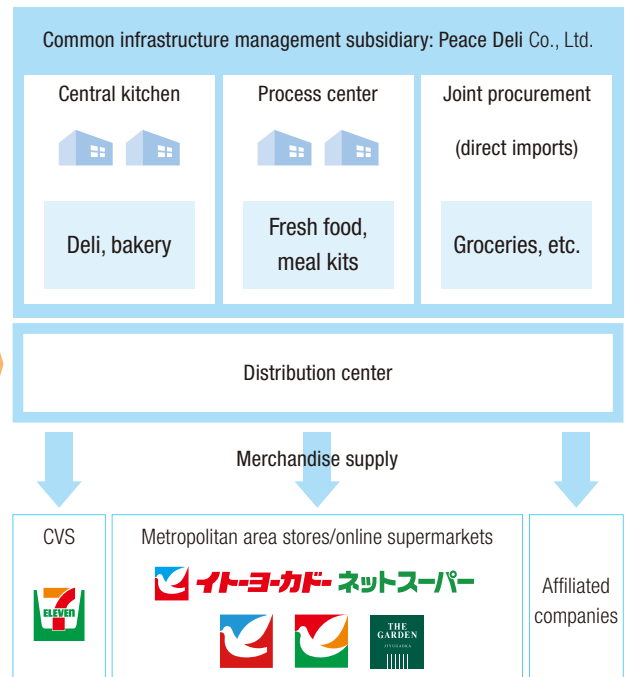 Common infrastructure management subsidiary: Peace Deli Co., Ltd.
Central kitchen
Deli, bakery
Process center
Fresh food,
meal kits
Joint procurement
(direct imports)
Groceries, etc.
Distribution center
Merchandise supply
CVS
7
ELEVEN
Metropolitan area stores/online supermarkets
イトーヨーカドー ネットスーパー
THE
GARDEN
Affiliated
companies